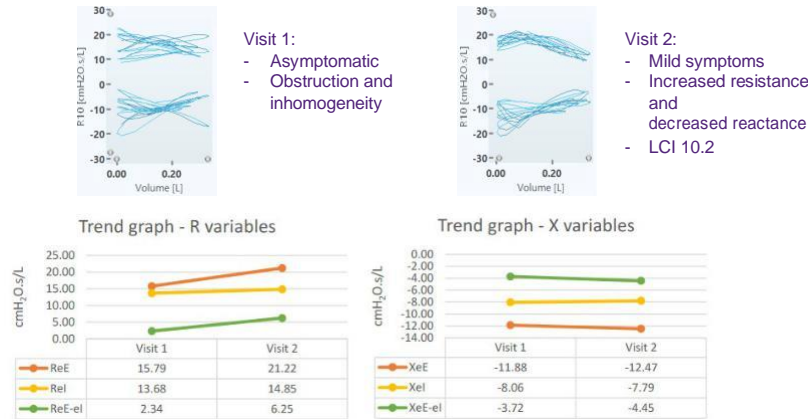 30
20
10
0
-10
-20
-30
R10 [cmH2O.s/L]
0.00
0.20
Volume [L]
Visit 1:
- Asymptomatic
- Obstruction and
inhomogeneity
30
20
10
0
-10
-20
-30
R10 [cmH2O.s/L]
0.00
0.20
Volume [L]
Visit 2:
- Mild symptoms
- Increased resistance
and
decreased reactance
- LCI 10.2
Trend graph - R variables
25.00
20.00
15.00
10.00
5.00
0.00
cmH₂O.s/L
Visit 1 Visit 2
ReE 15.79 21.22
ReI 13.68 14.85
ReE-eI 2.34 6.25
Trend graph - X variables
0.00
-2.00
-4.00
-6.00
-8.00
-10.00
-12.00
-14.00
cmH₂O.s/L
Visit 1 Visit 2
XeE -11.88 -12.47
XeI -8.06 -7.79
XeE-eI -3.72 -4.45